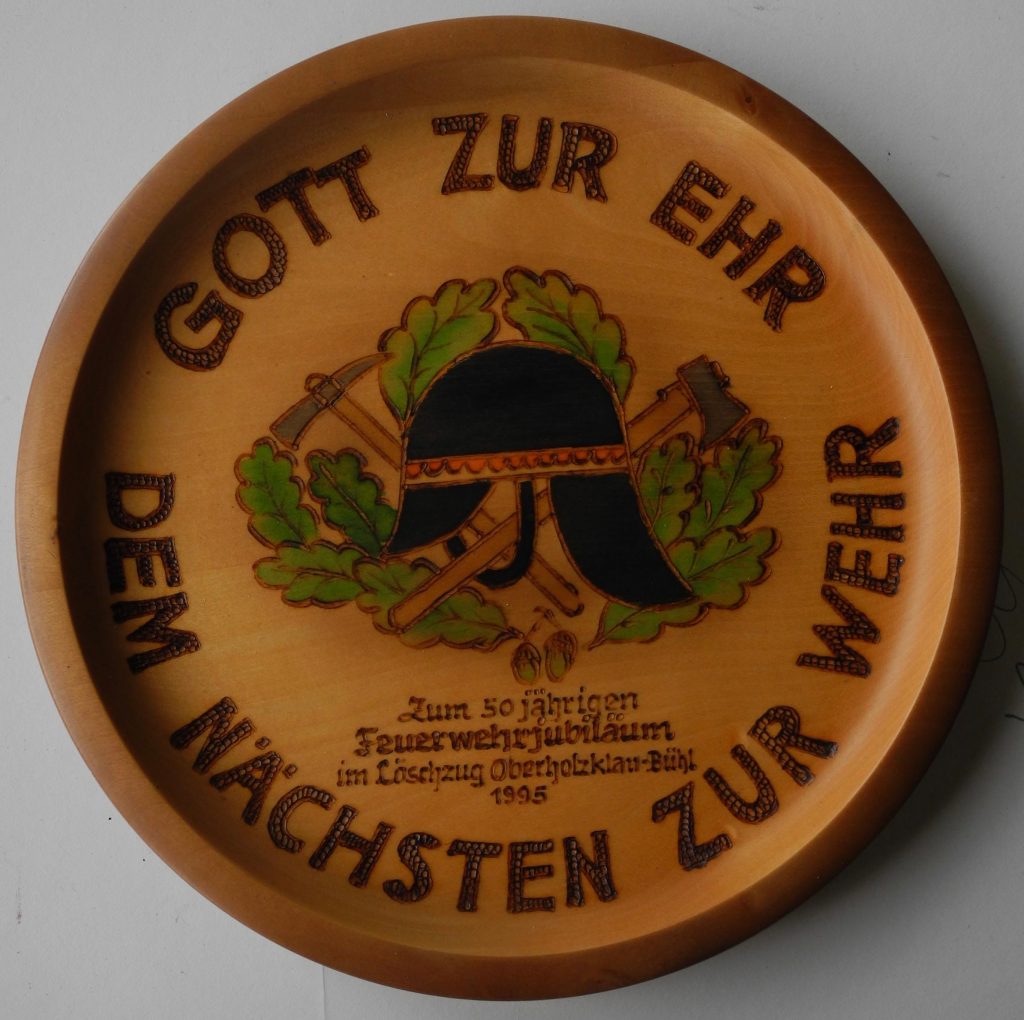 GOTT ZUR EHR
DEM NÄCHSTEN ZUR WEHR
Zum 50 jährigen
Feuerwehrjubiläum
im Löschzug Oberholzklau-Bühl
1995